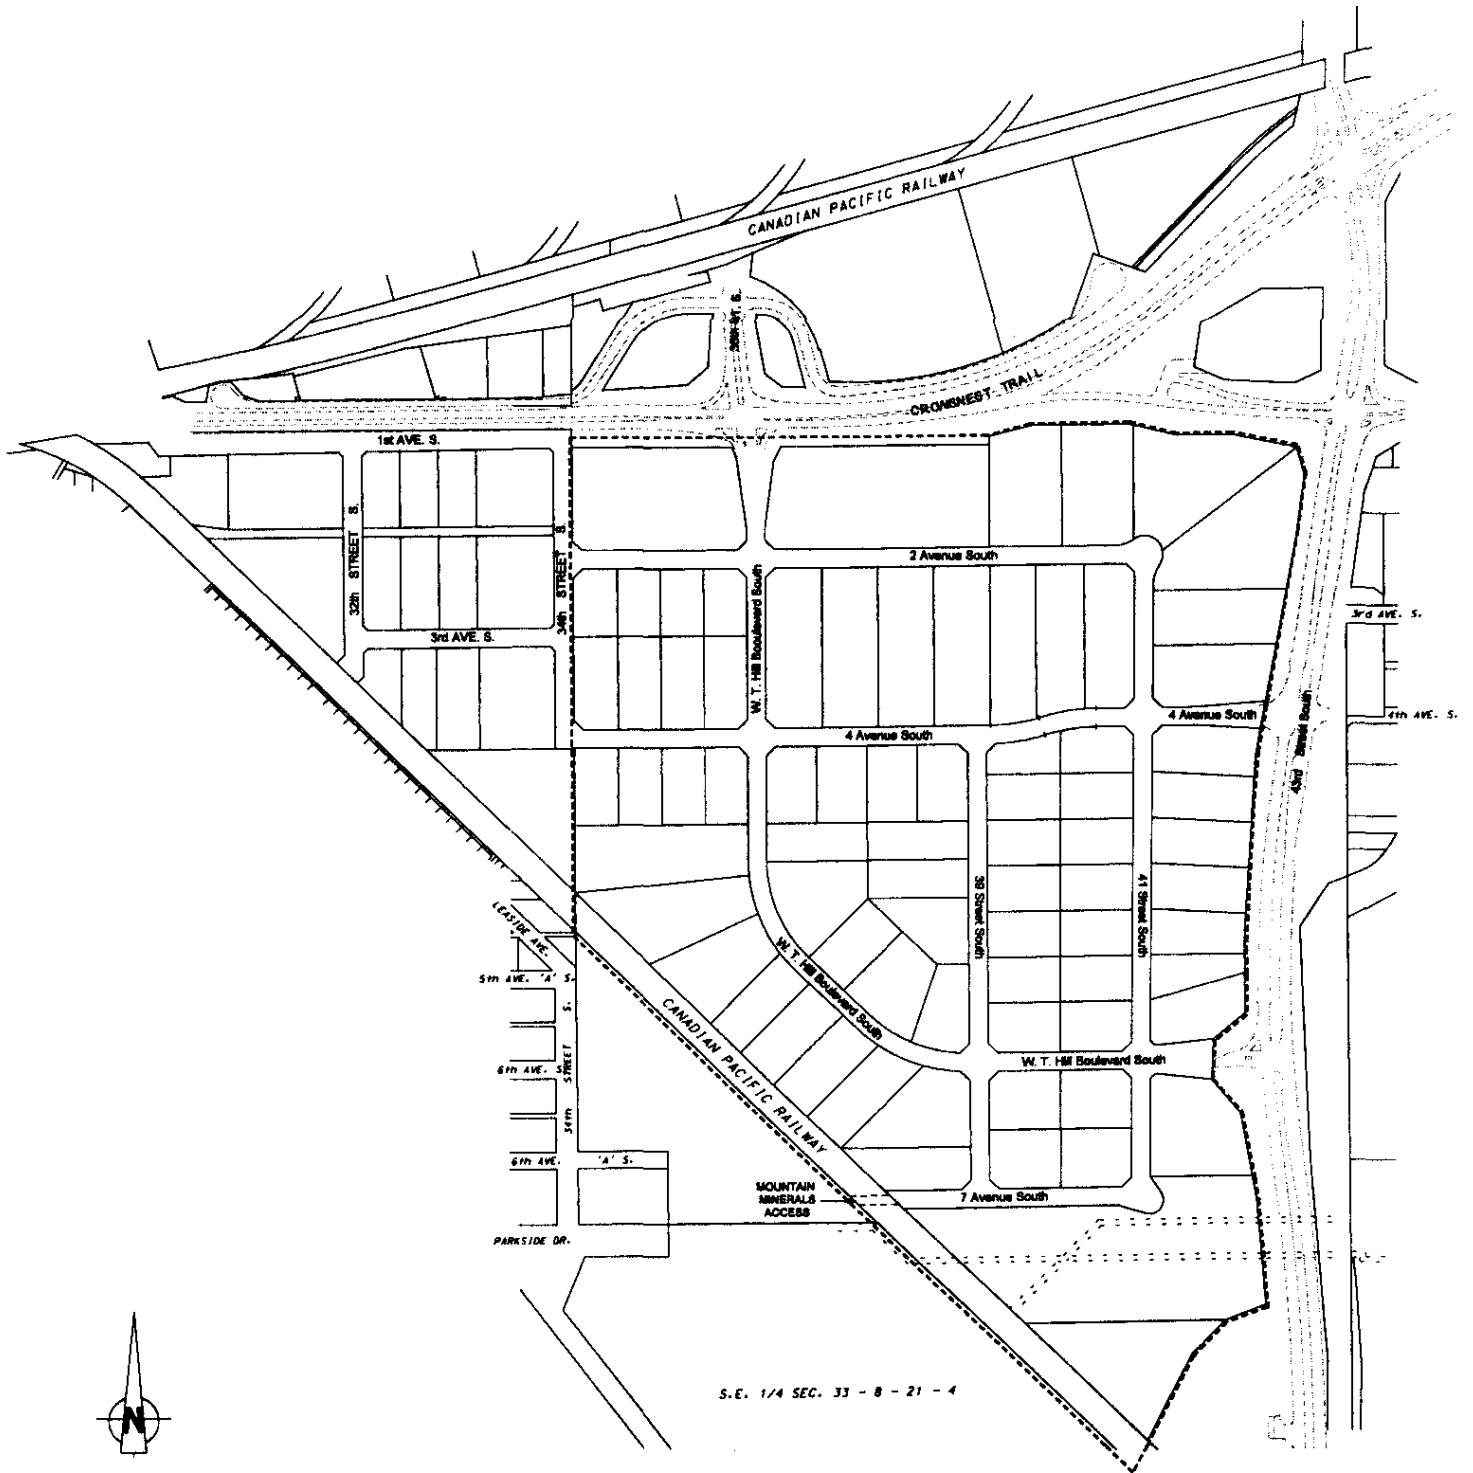 CANADIAN PACIFIC RAILWAY
38th ST. S.
CROWSNEST TRAIL
1st AVE. S.
32th STREET S.
34th STREET S.
2 Avenue South
W. T. Hill Boulevard South
3rd AVE. S.
3rd AVE. S.
4 Avenue South
4th AVE. S.
4 Avenue South
43rd Street South
39 Street South
41 Street South
LEASIDE AVE.
W. T. Hill Boulevard South
5th AVE. 'A' S.
CANADIAN PACIFIC RAILWAY
34th STREET S.
6th AVE. S.
W. T. Hill Boulevard South
6th AVE. 'A' S.
MOUNTAIN
MINERALS
ACCESS
7 Avenue South
PARKSIDE DR.
S.E. 1/4 SEC. 33 - 8 - 21 - 4
N